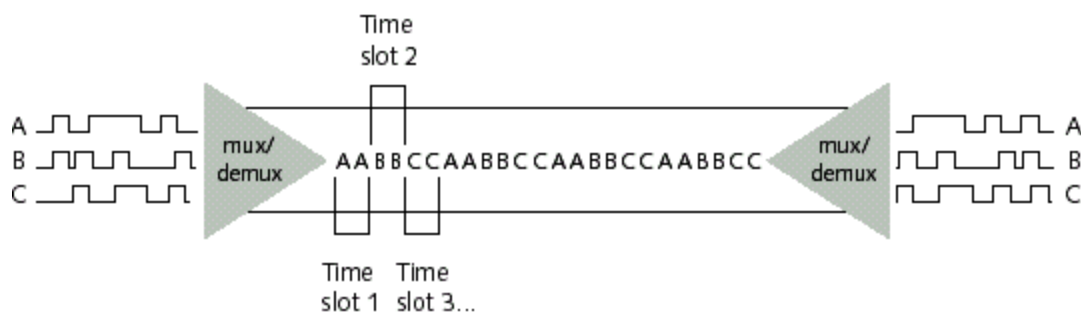 Time
slot 2
A
B
C
mux/
demux
AABBCCAABBCCAABBCCAABBCC
mux/
demux
A
B
C
Time
slot 1
Time
slot 3...